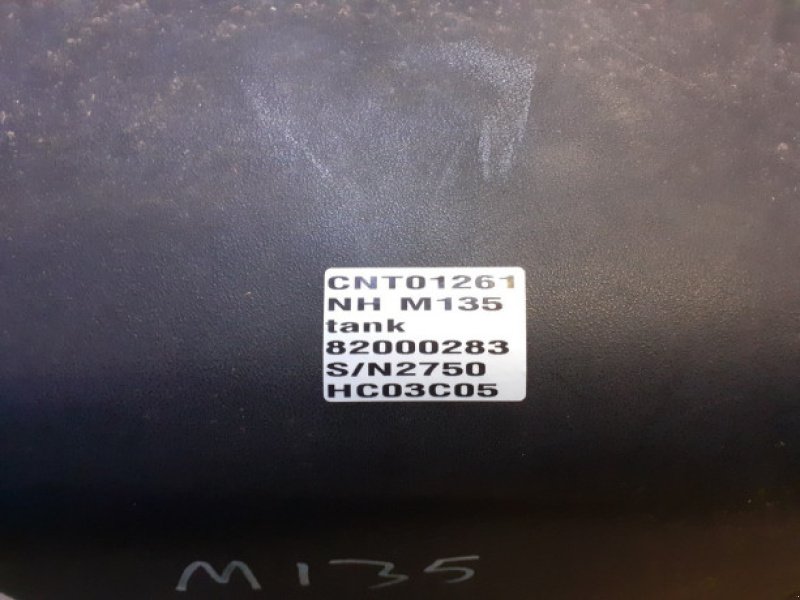 CNT01261
NH M135
tank
82000283
S/N2750
HC03C05
M135